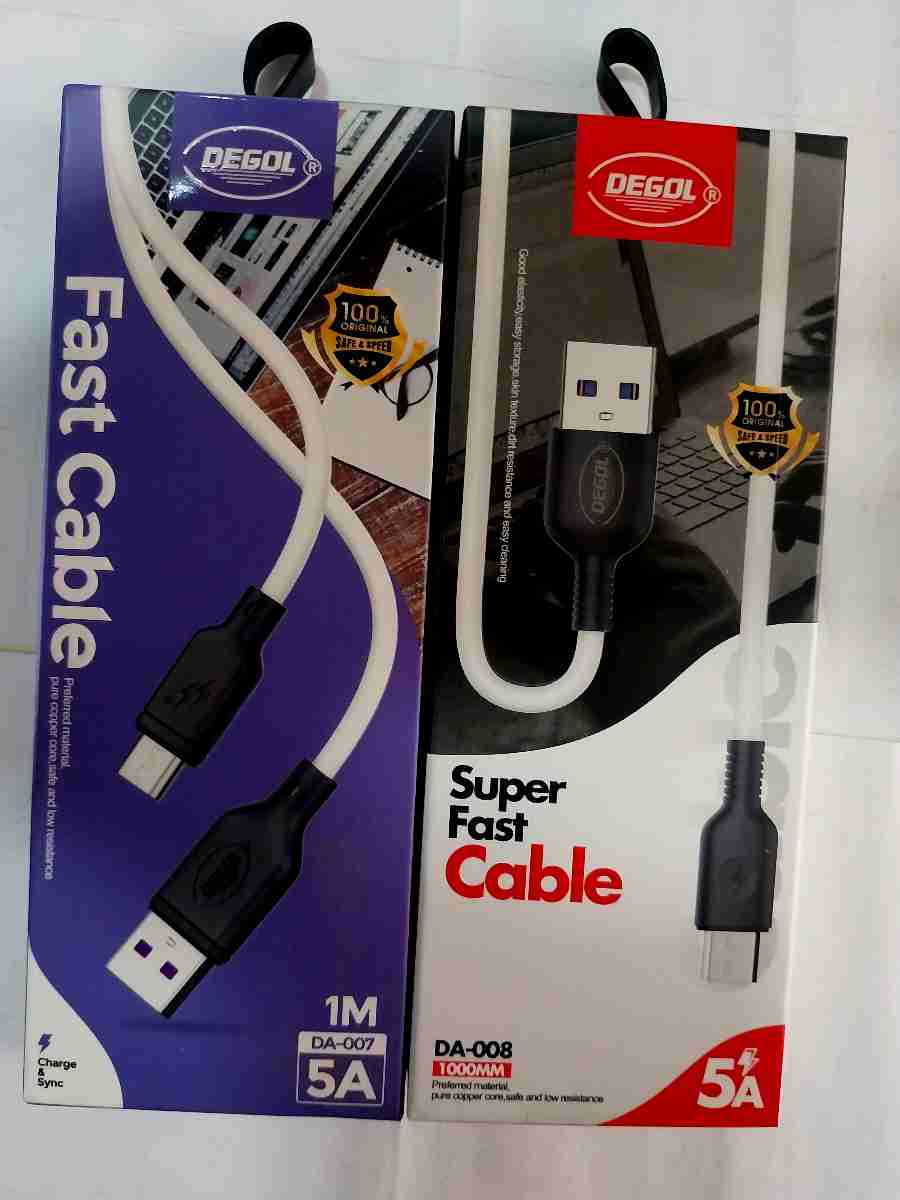 DEGOL ®
100%
ORIGINAL
SAFE & SPEED
Fast Cable
Preferred material,
pure copper core,safe and low resistance
Charge
&
Sync
1M
DA-007
5A
DEGOL ®
Good elasticity,easy storage,skin texture,dirt resistance and easy cleaning
DEGOL
100%
ORIGINAL
SAFE & SPEED
Super
Fast
Cable
DA-008
1000MM
Preferred material,
pure copper core,safe and low resistance
5A